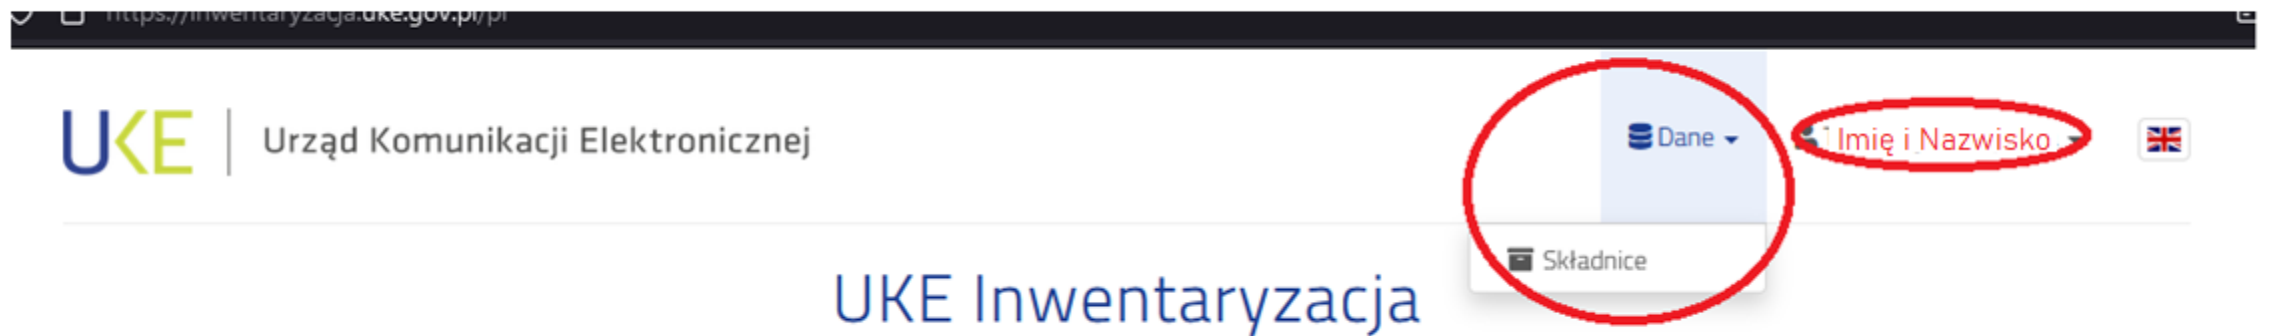 https://inwentaryzacja.uke.gov.pl/pl
UKE Urząd Komunikacji Elektronicznej Dane Imię i Nazwisko
Składnice
UKE Inwentaryzacja